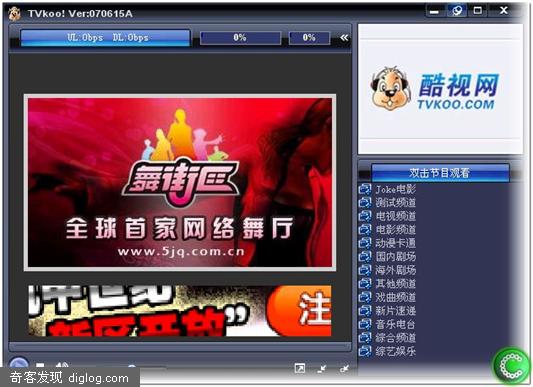 TVkoo! Ver:070615A
UL:0bps DL:0bps
0%
0%
酷视网
TVKOO.COM
舞街区
全球首家网络舞厅
www.5jq.com.cn
新区开放"
注
双击节目观看
Joke电影
测试频道
电视频道
电影频道
动漫卡通
国内剧场
海外剧场
其他频道
戏曲频道
新片速递
音乐电台
综合频道
综艺娱乐
奇客发现 diglog.com